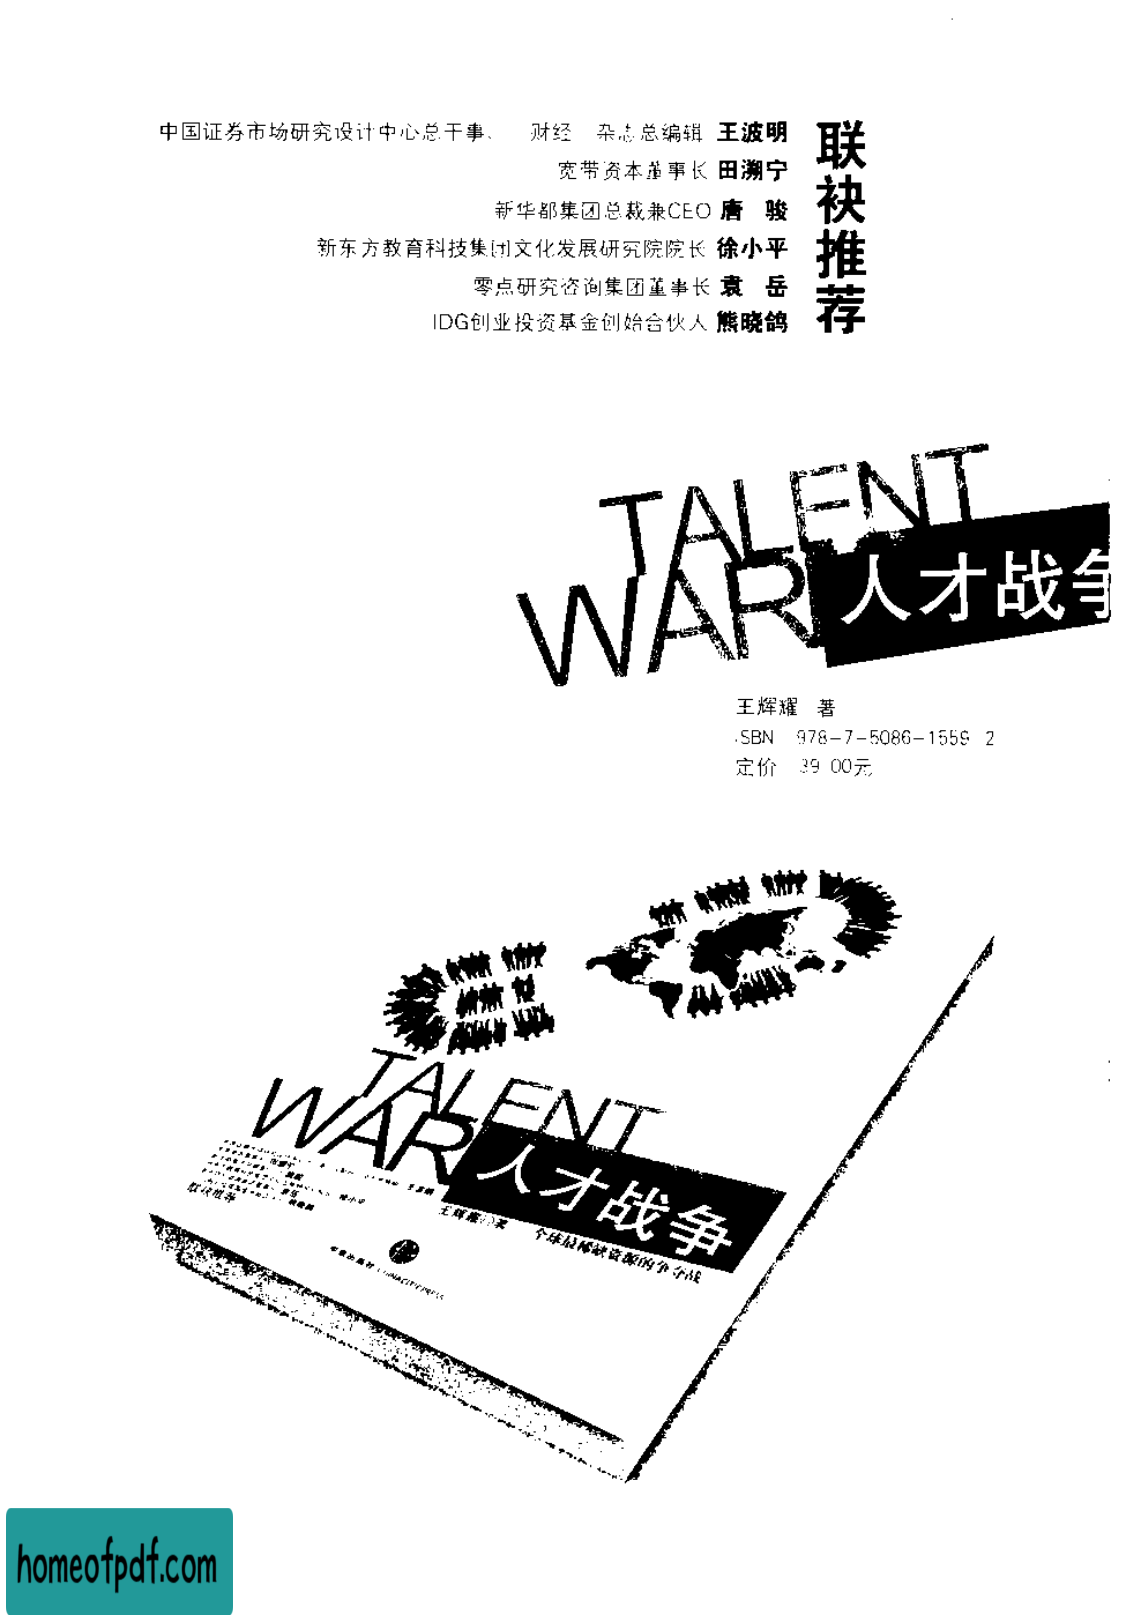 中国证券市场研究设计中心总干事、 财经 杂志总编辑 王波明
宽带资本董事长 田溯宁
新华都集团总裁兼CEO 唐 骏
新东方教育科技集团文化发展研究院院长 徐小平
零点研究咨询集团董事长 袁 岳
IDG创业投资基金创始合伙人 熊晓鸽
联袂推荐
TALENT
WAR
人才战争
王辉耀 著
ISBN 978-7-5086-1559 2
定价 39 00元
TALENT
WAR
人才战争
王辉耀 著
全球最稀缺资源的争夺战
联袂推荐
homeofpdf.com